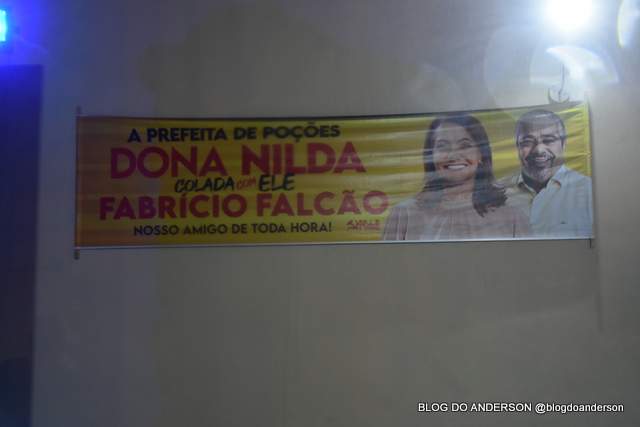 A PREFEITA DE POÇÕES
DONA NILDA
COLADA COM ELE
FABRÍCIO FALCÃO
NOSSO AMIGO DE TODA HORA!
BLOG DO ANDERSON @blogdoanderson